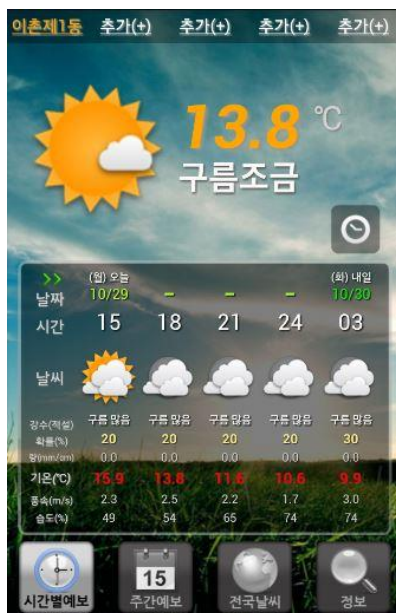 이촌제1동 추가(+) 추가(+) 추가(+) 추가(+)
13.8 ℃
구름조금
>> (월) 오늘 (화) 내일
날짜 10/29 - - - 10/30
시간 15 18 21 24 03
날씨
강수(적설) 구름 많음 구름 많음 구름 많음 구름 많음 구름 많음
확률(%) 20 20 20 20 30
량(mm/cm) 0.0 0.0 0.0 0.0 0.0
기온(℃) 15.9 13.8 11.6 10.6 9.9
풍속(m/s) 2.3 2.5 2.2 1.7 3.0
습도(%) 49 54 65 74 74
15
시간별예보 주간예보 전국날씨 정보